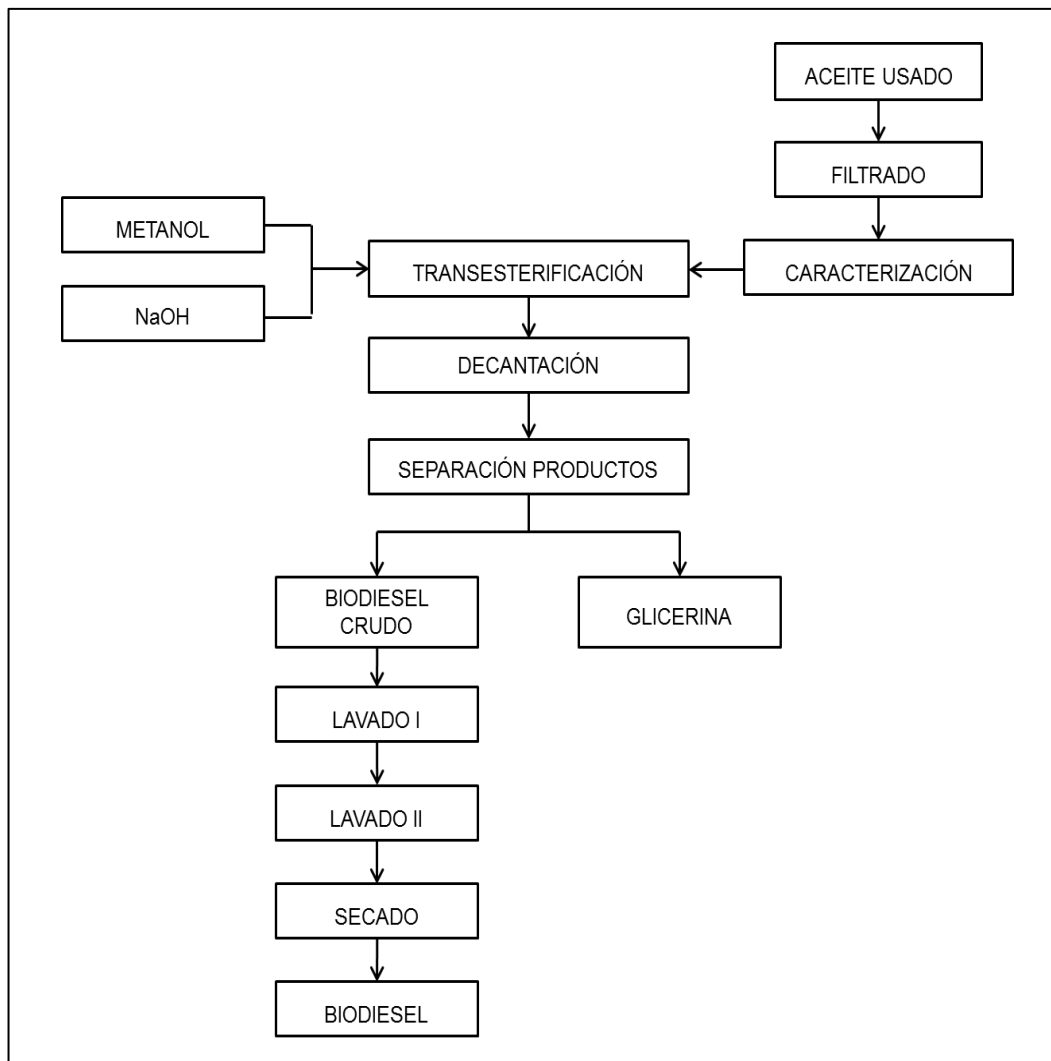 ACEITE USADO
FILTRADO
METANOL
TRANSESTERIFICACIÓN
CARACTERIZACIÓN
NaOH
DECANTACIÓN
SEPARACIÓN PRODUCTOS
BIODIESEL
CRUDO
GLICERINA
LAVADO I
LAVADO II
SECADO
BIODIESEL